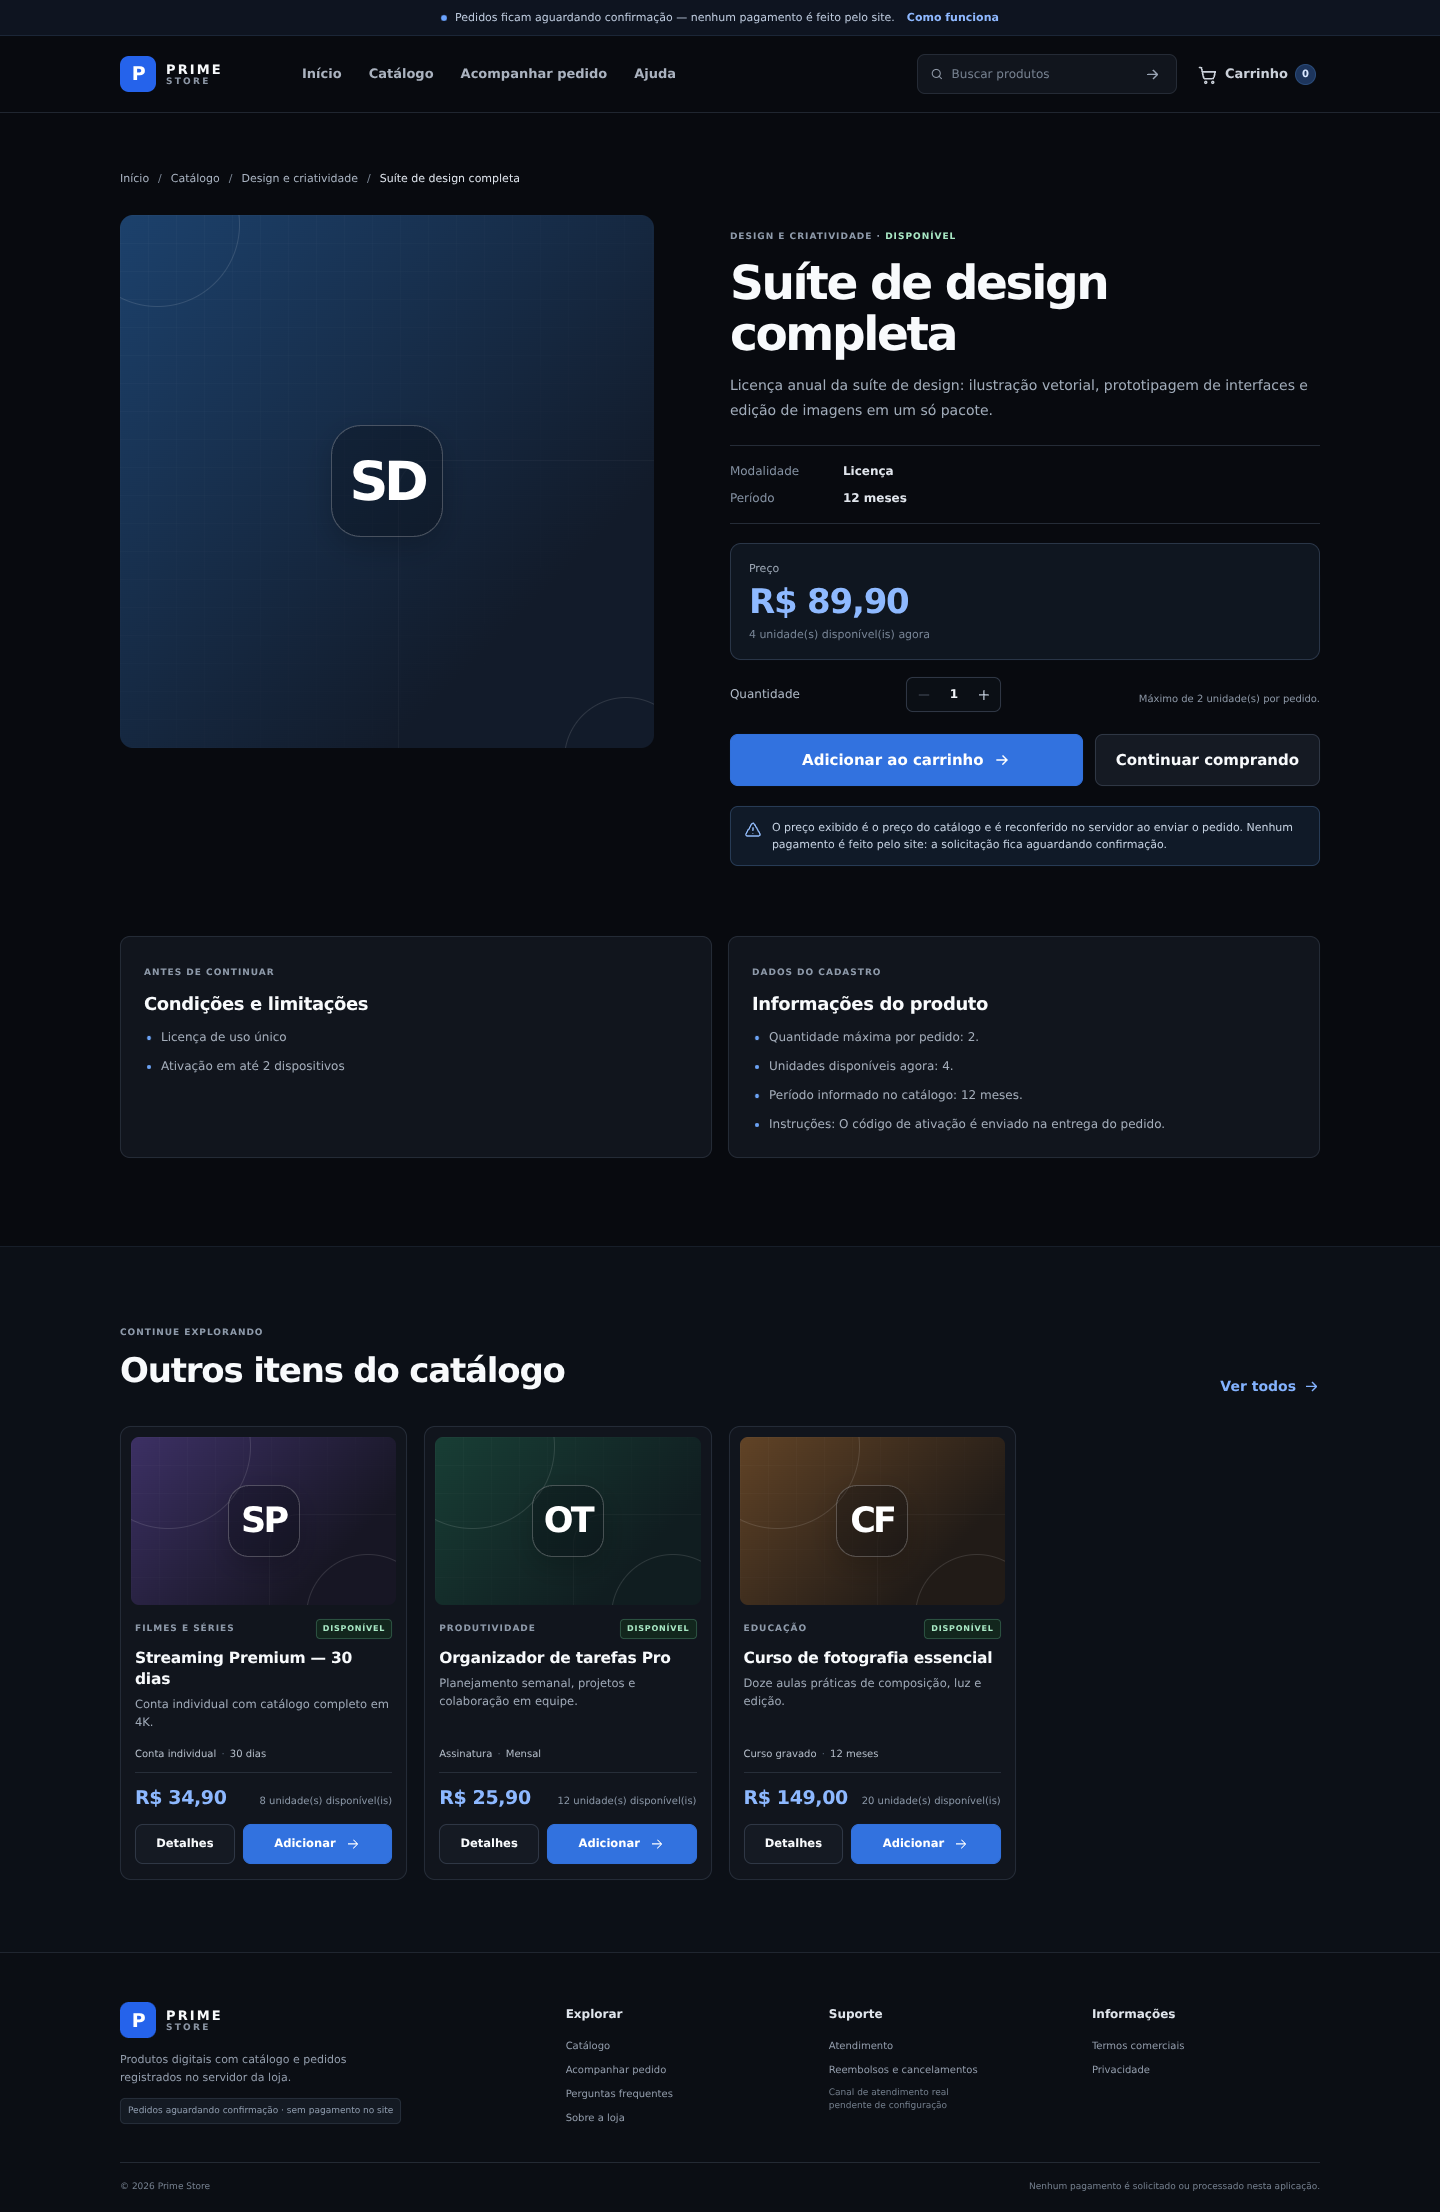 Pedidos ficam aguardando confirmação — nenhum pagamento é feito pelo site. Como funciona
P PRIME STORE
Início Catálogo Acompanhar pedido Ajuda
Buscar produtos
Carrinho 0
Início / Catálogo / Design e criatividade / Suíte de design completa
SD
DESIGN E CRIATIVIDADE · DISPONÍVEL
Suíte de design
completa
Licença anual da suíte de design: ilustração vetorial, prototipagem de interfaces e
edição de imagens em um só pacote.
Modalidade Licença
Período 12 meses
Preço
R$ 89,90
4 unidade(s) disponível(is) agora
Quantidade — 1 + Máximo de 2 unidade(s) por pedido.
Adicionar ao carrinho → Continuar comprando
O preço exibido é o preço do catálogo e é reconferido no servidor ao enviar o pedido. Nenhum
pagamento é feito pelo site: a solicitação fica aguardando confirmação.
ANTES DE CONTINUAR
Condições e limitações
• Licença de uso único
• Ativação em até 2 dispositivos
DADOS DO CADASTRO
Informações do produto
• Quantidade máxima por pedido: 2.
• Unidades disponíveis agora: 4.
• Período informado no catálogo: 12 meses.
• Instruções: O código de ativação é enviado na entrega do pedido.
CONTINUE EXPLORANDO
Outros itens do catálogo
Ver todos →
SP
FILMES E SÉRIES DISPONÍVEL
Streaming Premium — 30
dias
Conta individual com catálogo completo em
4K.
Conta individual · 30 dias
R$ 34,90 8 unidade(s) disponível(is)
Detalhes Adicionar →
OT
PRODUTIVIDADE DISPONÍVEL
Organizador de tarefas Pro
Planejamento semanal, projetos e
colaboração em equipe.
Assinatura · Mensal
R$ 25,90 12 unidade(s) disponível(is)
Detalhes Adicionar →
CF
EDUCAÇÃO DISPONÍVEL
Curso de fotografia essencial
Doze aulas práticas de composição, luz e
edição.
Curso gravado · 12 meses
R$ 149,00 20 unidade(s) disponível(is)
Detalhes Adicionar →
P PRIME STORE
Produtos digitais com catálogo e pedidos
registrados no servidor da loja.
Pedidos aguardando confirmação · sem pagamento no site
Explorar
Catálogo
Acompanhar pedido
Perguntas frequentes
Sobre a loja
Suporte
Atendimento
Reembolsos e cancelamentos
Canal de atendimento real
pendente de configuração
Informações
Termos comerciais
Privacidade
© 2026 Prime Store
Nenhum pagamento é solicitado ou processado nesta aplicação.